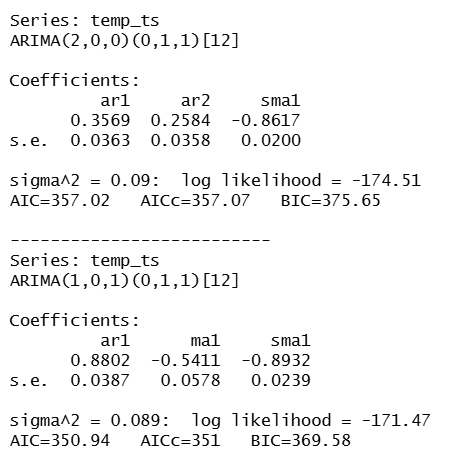 Series: temp_ts
ARIMA(2,0,0)(0,1,1)[12]
Coefficients:
ar1 ar2 sma1
0.3569 0.2584 -0.8617
s.e. 0.0363 0.0358 0.0200
sigma^2 = 0.09: log likelihood = -174.51
AIC=357.02 AICc=357.07 BIC=375.65
--------------------------
Series: temp_ts
ARIMA(1,0,1)(0,1,1)[12]
Coefficients:
ar1 ma1 sma1
0.8802 -0.5411 -0.8932
s.e. 0.0387 0.0578 0.0239
sigma^2 = 0.089: log likelihood = -171.47
AIC=350.94 AICc=351 BIC=369.58